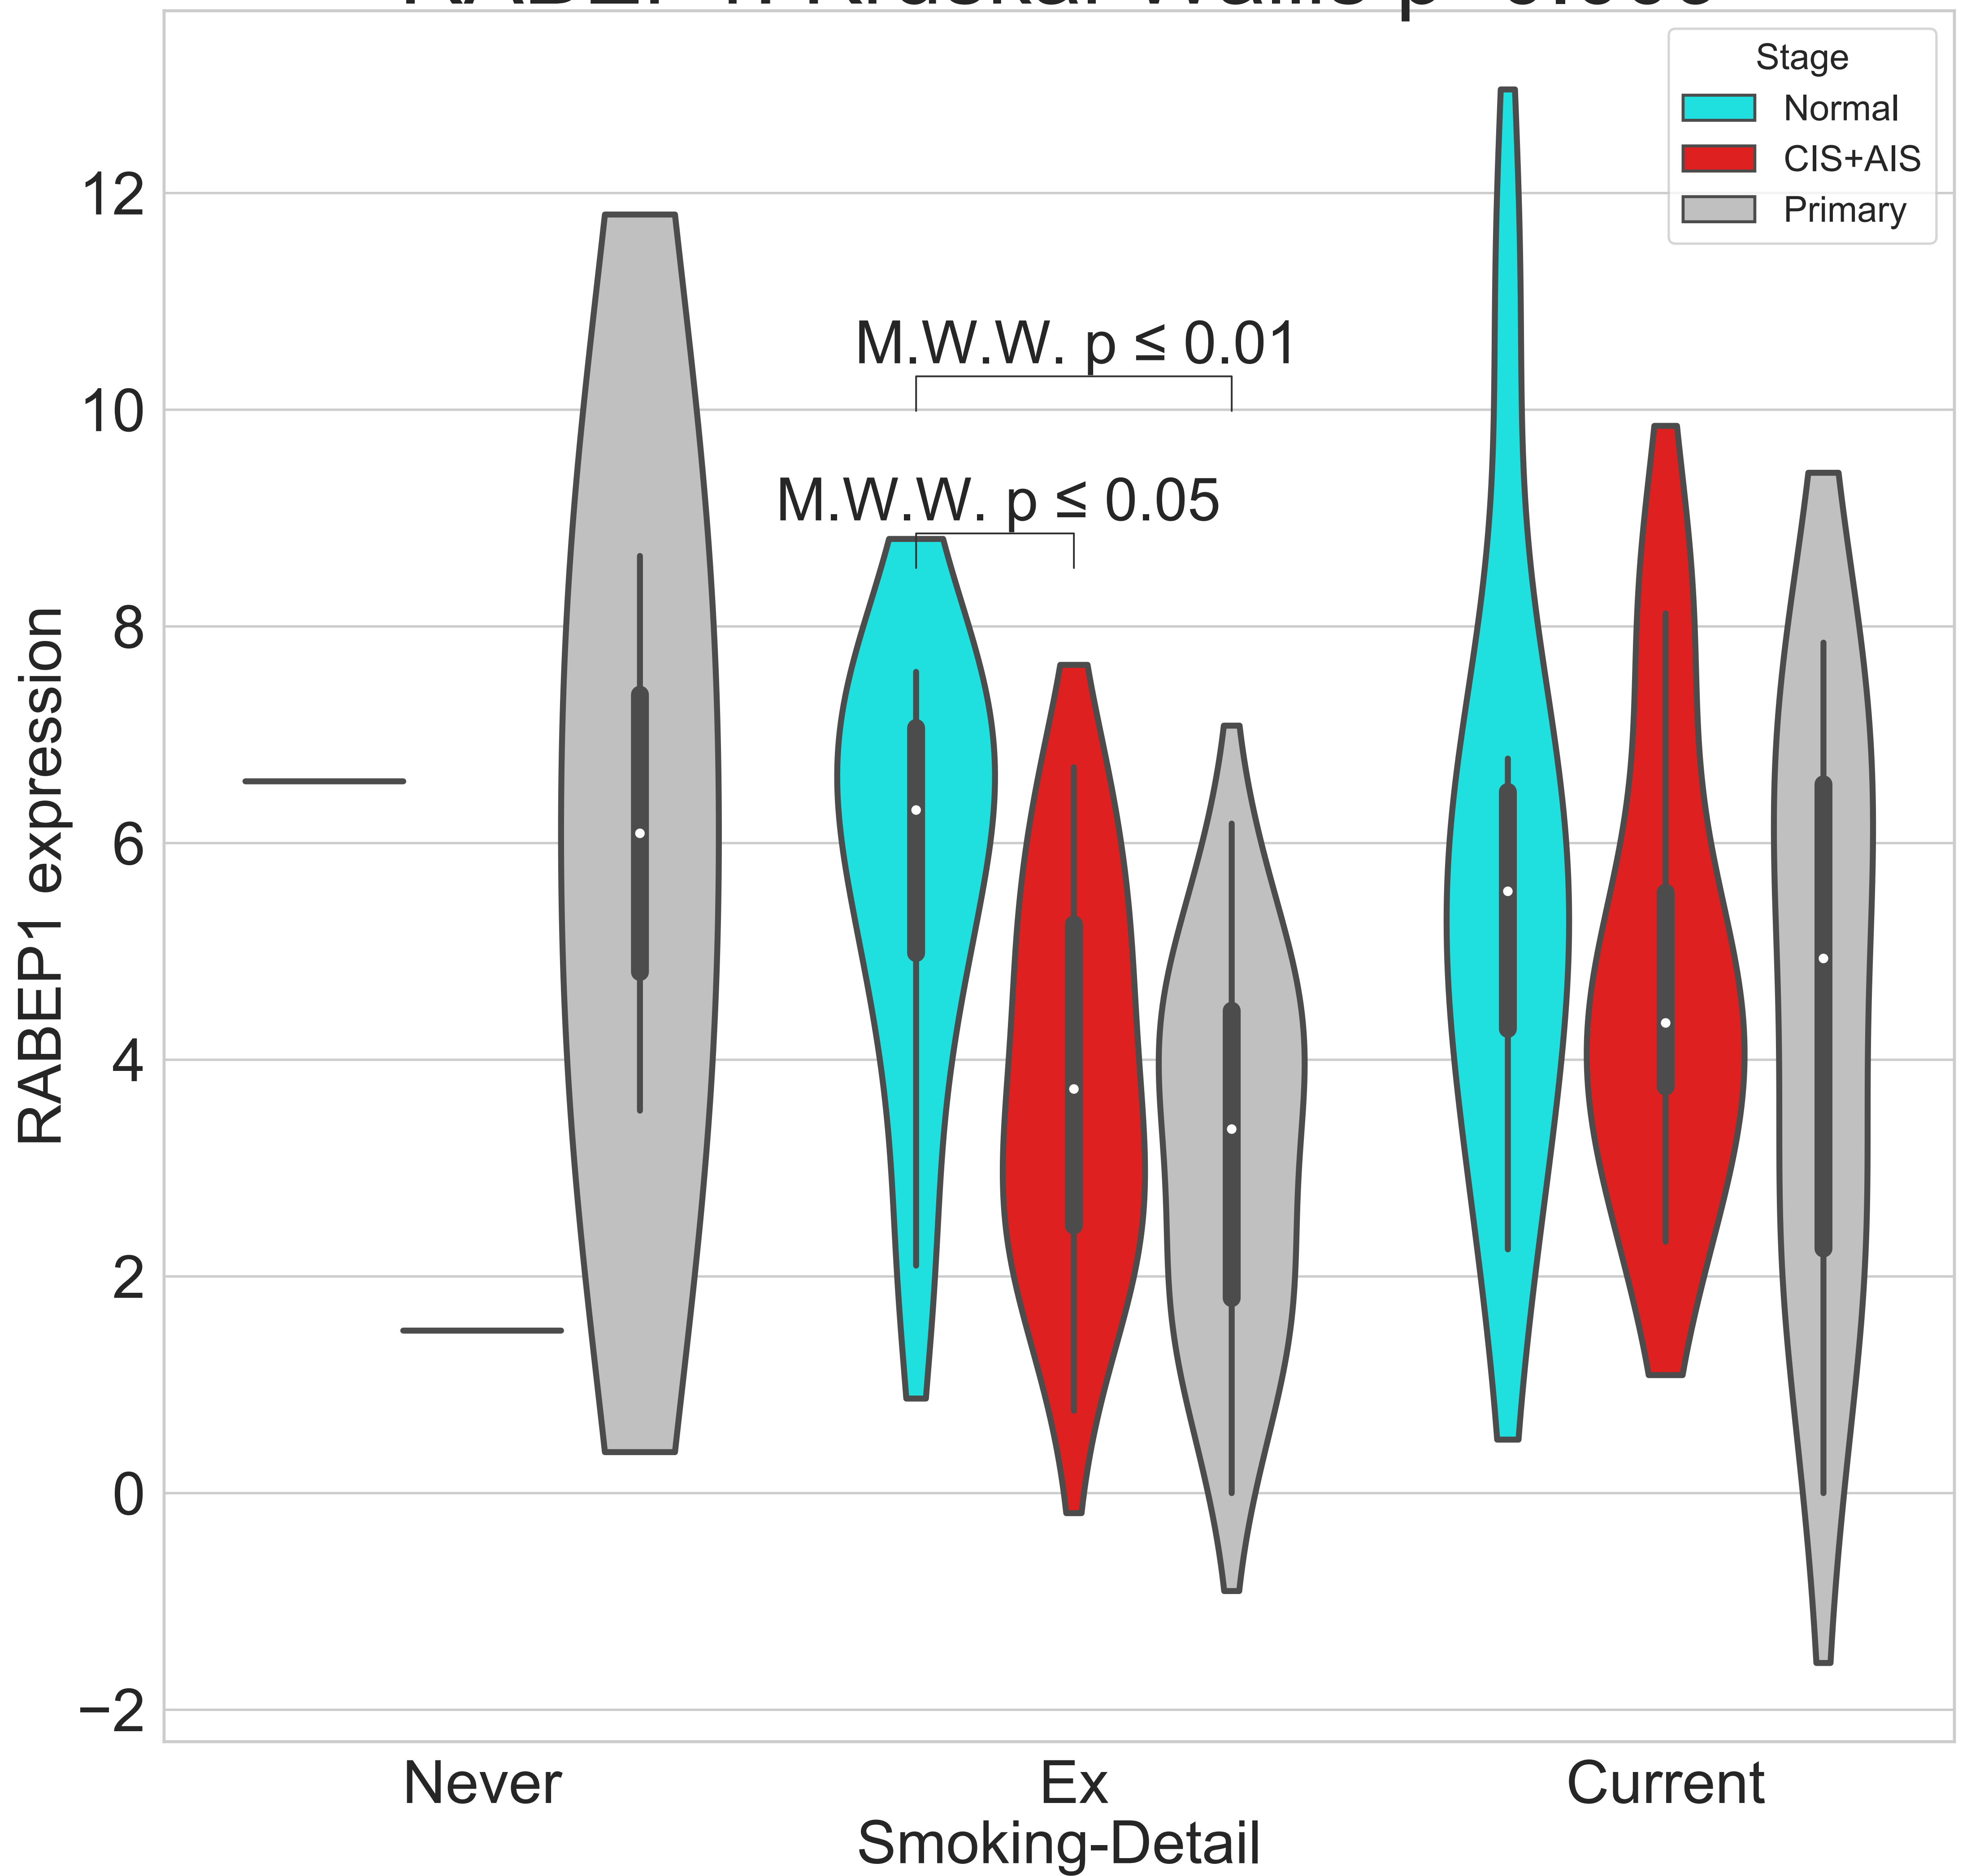 Stage
Normal
CIS+AIS
Primary
M.W.W. p ≤ 0.01
M.W.W. p ≤ 0.05
RABEP1 expression
12
10
8
6
4
2
0
−2
Never
Ex
Current
Smoking-Detail